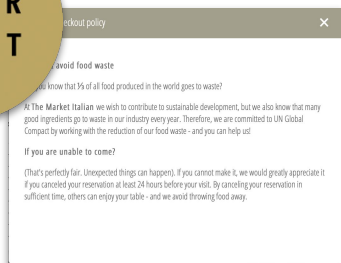 R
T
eckout policy
avoid food waste
you know that ⅓ of all food produced in the world goes to waste?
At The Market Italian we wish to contribute to sustainable development, but we also know that many
good ingredients go to waste in our industry every year. Therefore, we are committed to UN Global
Compact by working with the reduction of our food waste - and you can help us!
If you are unable to come?
(That's perfectly fair. Unexpected things can happen). If you cannot make it, we would greatly appreciate it
if you canceled your reservation at least 24 hours before your visit. By canceling your reservation in
sufficient time, others can enjoy your table - and we avoid throwing food away.